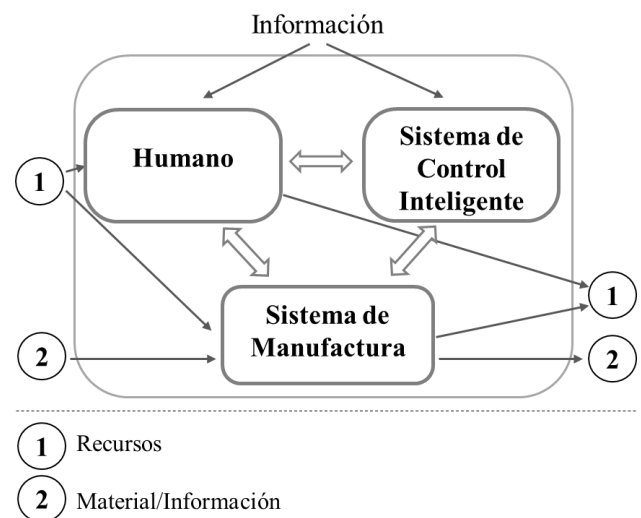 Información
Humano
Sistema de
Control
Inteligente
1
Sistema de
Manufactura
1
2
2
1 Recursos
2 Material/Información